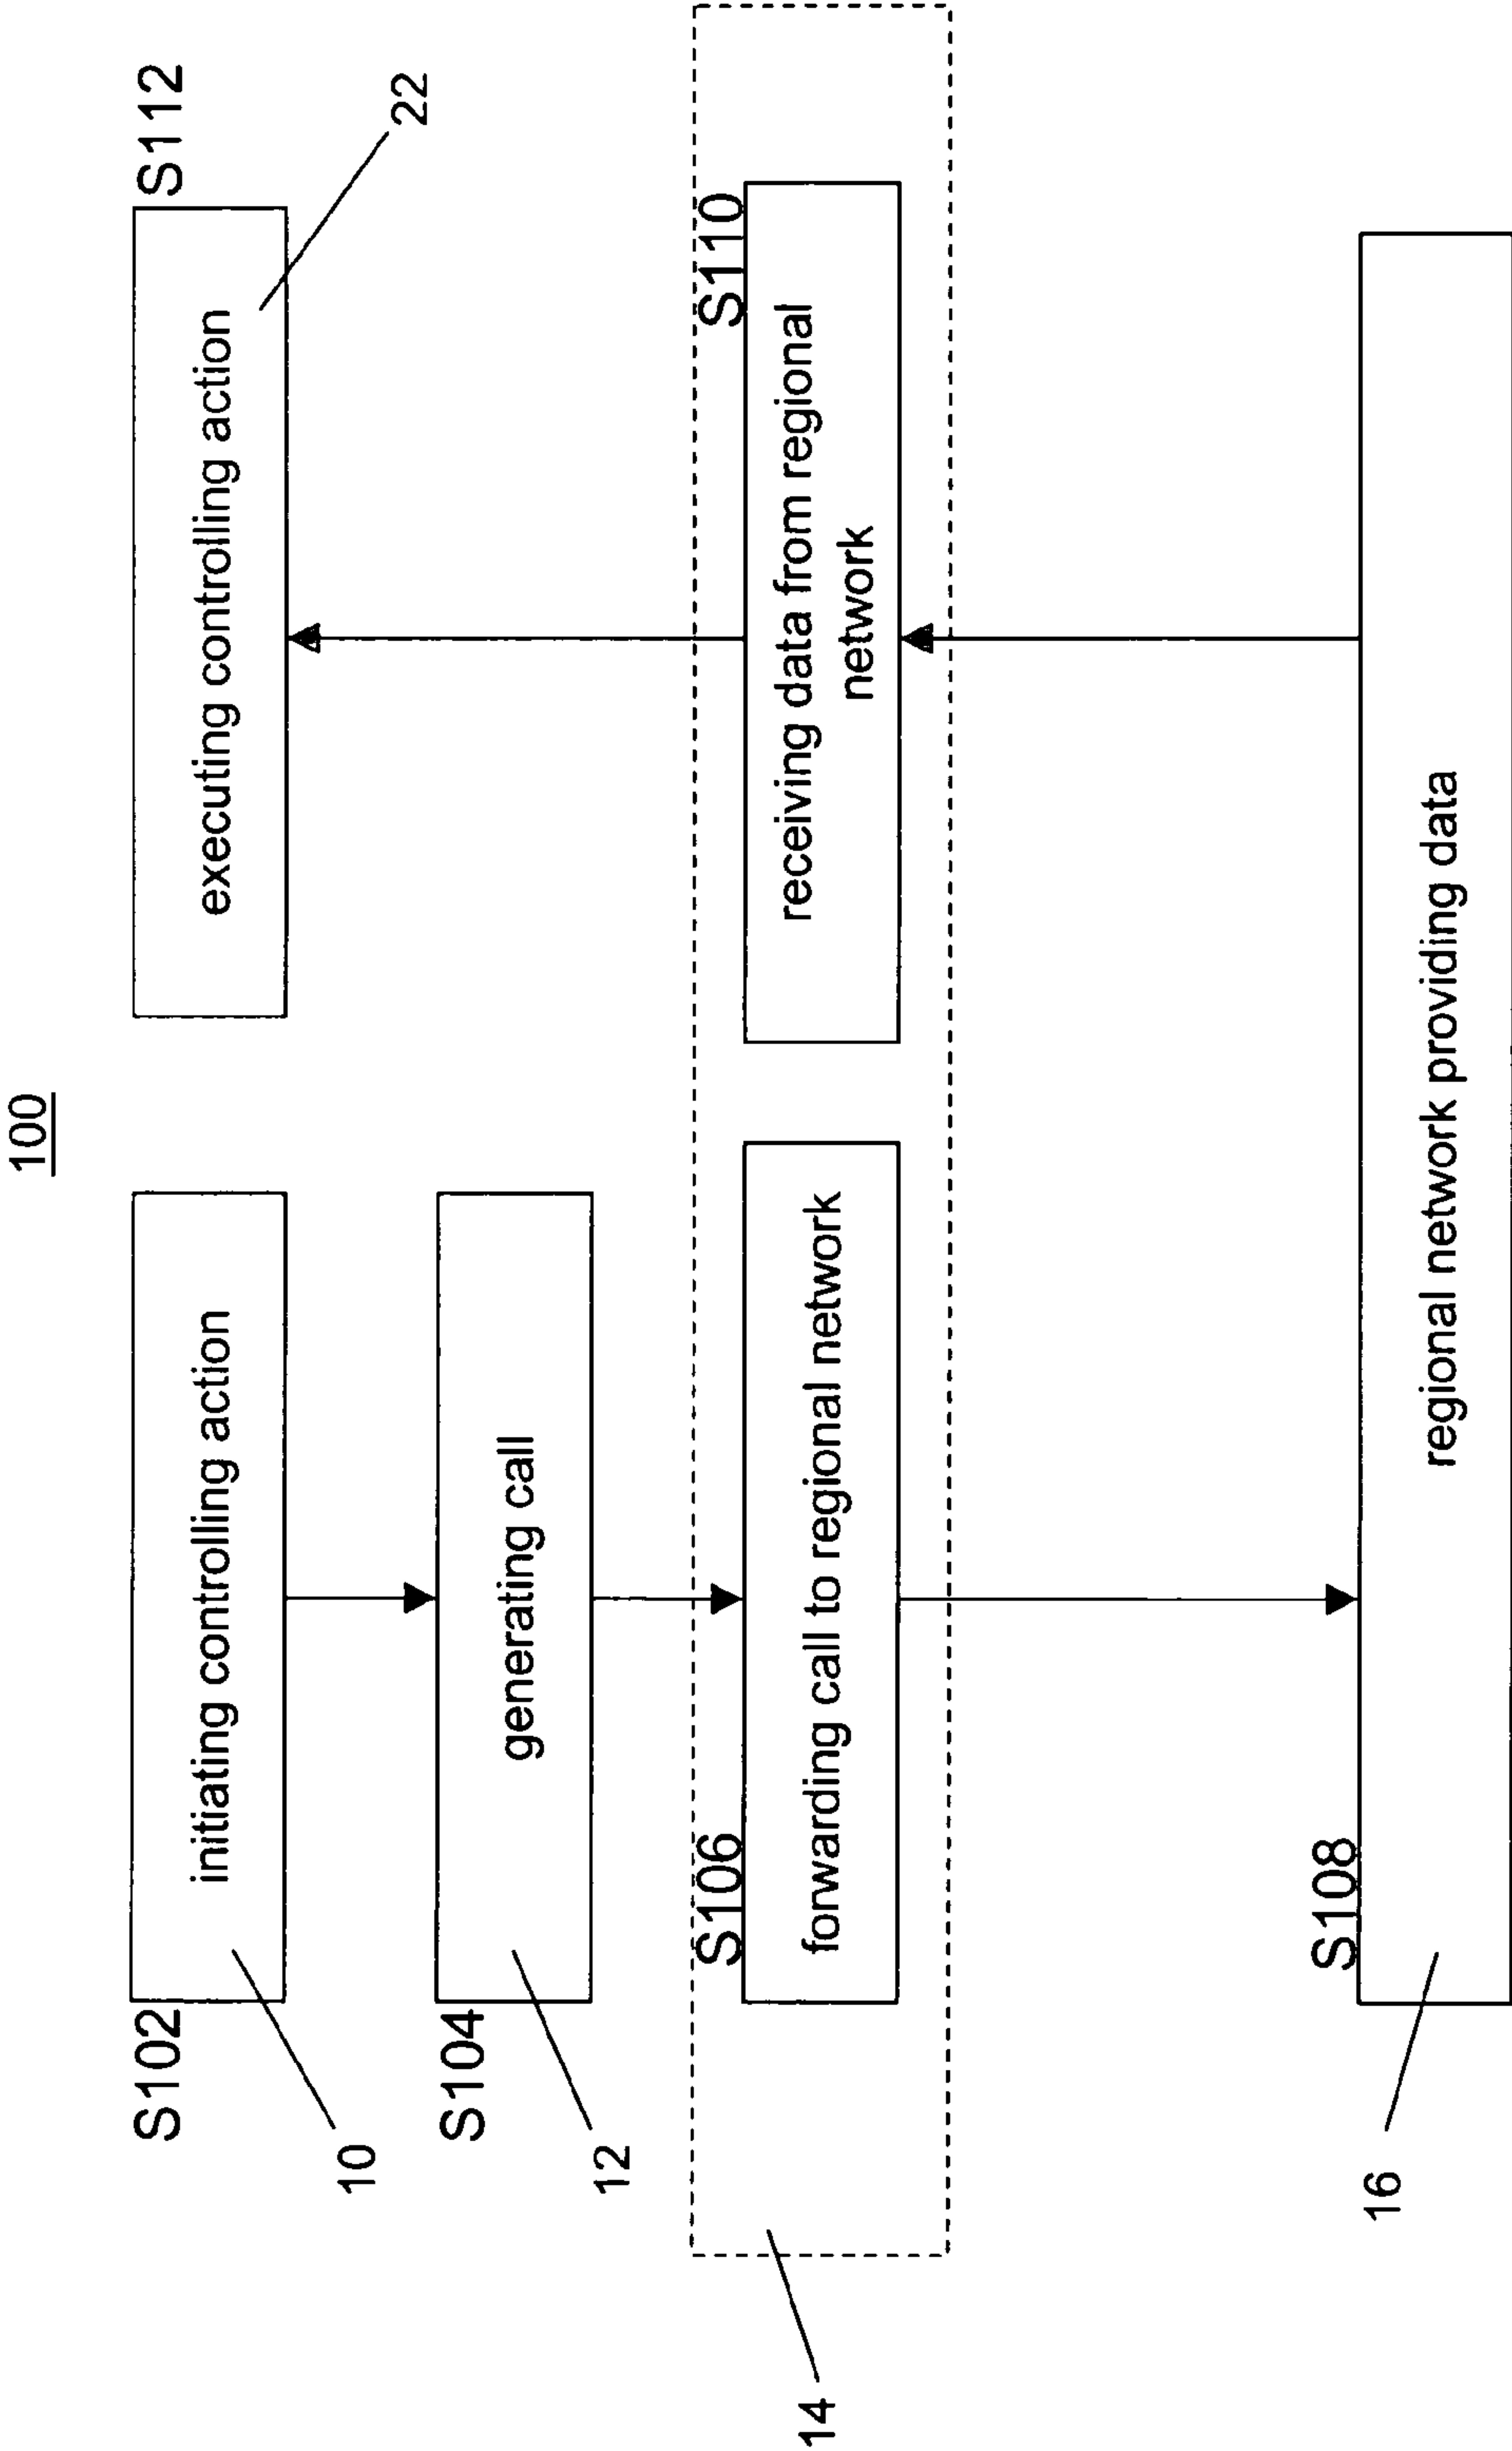 100
S102
initiating controlling action
10
S104
generating call
12
S106
forwarding call to regional network
14
S108
regional network providing data
16
S110
receiving data from regional
network
S112
executing controlling action
22